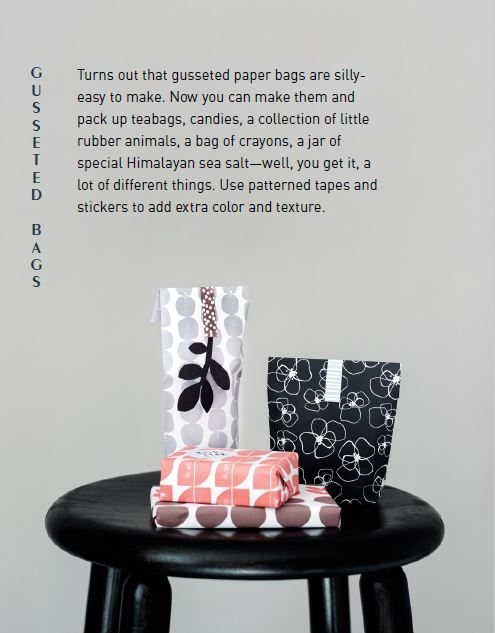 GUSSETED BAGS
Turns out that gusseted paper bags are silly-
easy to make. Now you can make them and
pack up teabags, candies, a collection of little
rubber animals, a bag of crayons, a jar of
special Himalayan sea salt—well, you get it, a
lot of different things. Use patterned tapes and
stickers to add extra color and texture.